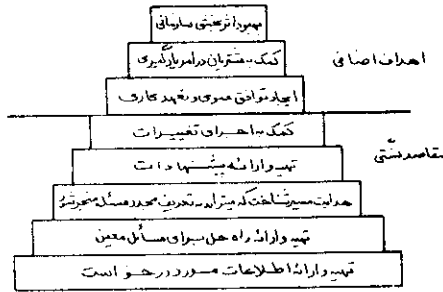 بهبود اثربخشی سازمانی
کمک به مشتریان در امر یادگیری
اهداف اضافی
ایجاد توافق عمومی و تعهد کاری
کمک به اجرای تغییرات
مقاصد سنتی
تهیه و ارائه پیشنهادات
هدایت مسیر شناخت که میتواند به تعریف مجدد مسئله منجر شود
تهیه و ارائه راه حل برای مسائل معین
تهیه و ارائه اطلاعات مورد درخواست